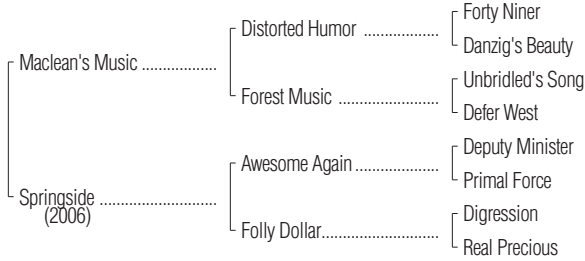 Forty Niner
Distorted Humor ..................
Danzig's Beauty
Maclean's Music ..................
Unbridled's Song
Forest Music ........................
Defer West
Deputy Minister
Awesome Again ....................
Primal Force
Springside ............................
(2006)
Digression
Folly Dollar............................
Real Precious